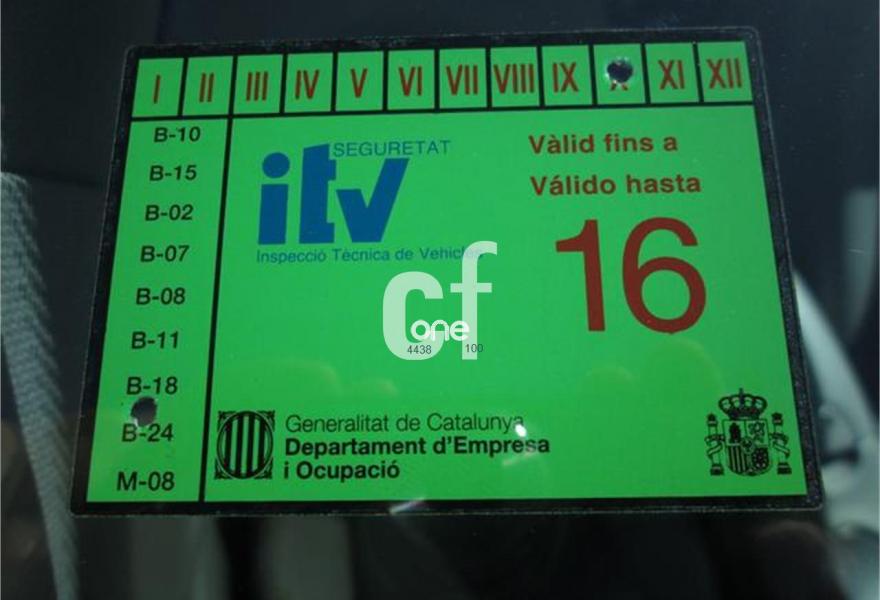 I II III IV V VI VII VIII IX X XI XII
B-10
B-15
B-02
B-07
B-08
B-11
B-18
B-24
M-08
SEGURETAT
itv
Inspecció Tècnica de Vehicles
Vàlid fins a
Válido hasta
16
cf
one
4438 100
Generalitat de Catalunya
Departament d'Empresa
i Ocupació